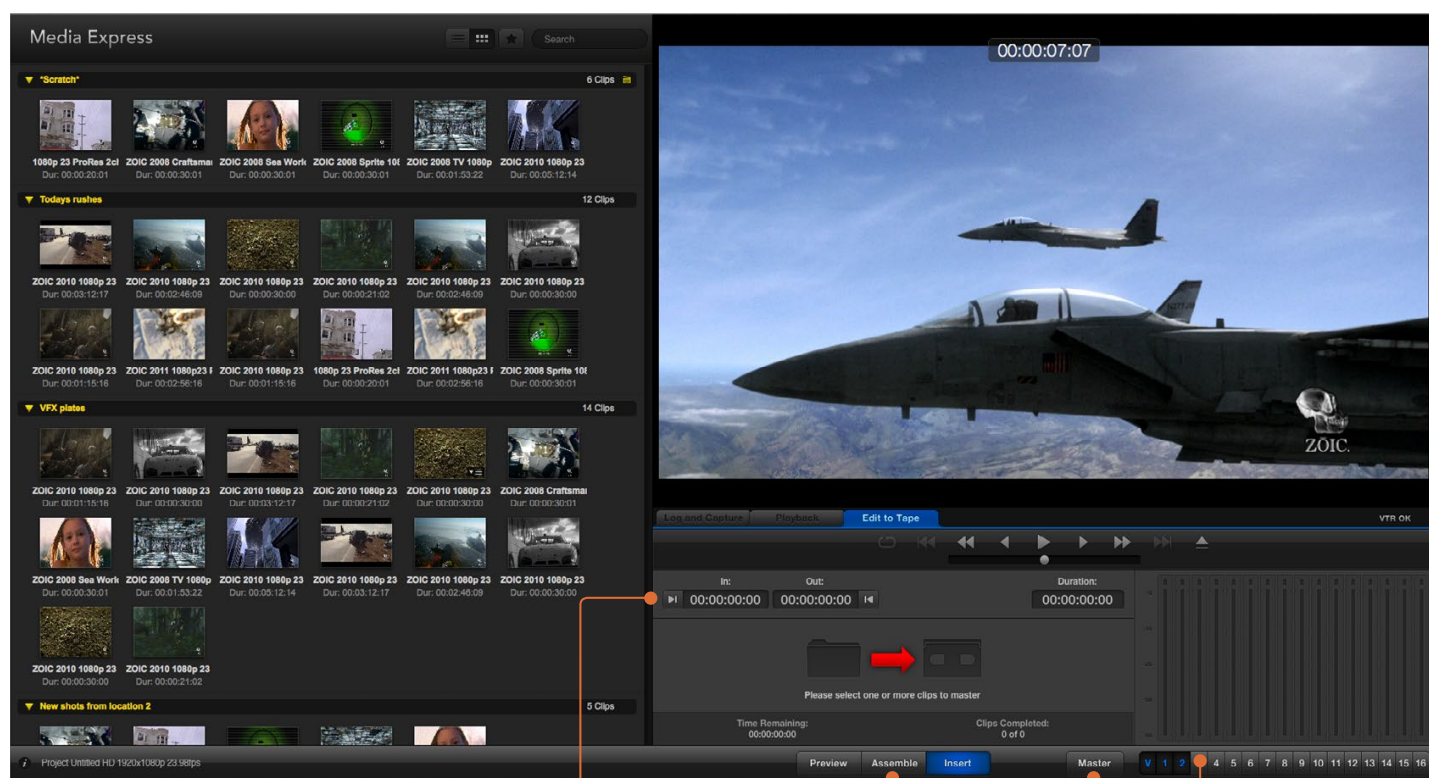 Media Express
Search
00:00:07:07
*Scratch*
6 Clips
1080p 23 ProRes 2cl ZOIC 2008 Craftsmar ZOIC 2008 Sea Work ZOIC 2008 Sprite 108 ZOIC 2008 TV 1080p ZOIC 2010 1080p 23
Dur: 00:00:20:01 Dur: 00:00:30:01 Dur: 00:00:30:01 Dur: 00:00:30:01 Dur: 00:01:53:22 Dur: 00:05:12:14
Todays rushes
12 Clips
ZOIC 2010 1080p 23 ZOIC 2010 1080p 23 ZOIC 2010 1080p 23 ZOIC 2010 1080p 23 ZOIC 2010 1080p 23 ZOIC 2010 1080p 23
Dur: 00:03:12:17 Dur: 00:02:46:09 Dur: 00:00:30:00 Dur: 00:00:21:02 Dur: 00:02:46:09 Dur: 00:00:30:00
ZOIC 2010 1080p 23 ZOIC 2011 1080p23 F ZOIC 2010 1080p 23 1080p 23 ProRes 2cl ZOIC 2011 1080p23 F ZOIC 2008 Sprite 108
Dur: 00:01:15:16 Dur: 00:02:56:16 Dur: 00:01:15:16 Dur: 00:00:20:01 Dur: 00:02:56:16 Dur: 00:00:30:01
VFX plates
14 Clips
ZOIC 2010 1080p 23 ZOIC 2010 1080p 23 ZOIC 2010 1080p 23 ZOIC 2010 1080p 23 ZOIC 2010 1080p 23 ZOIC 2008 Craftsmar
Dur: 00:01:15:16 Dur: 00:00:30:00 Dur: 00:03:12:17 Dur: 00:00:21:02 Dur: 00:00:30:00 Dur: 00:00:30:01
ZOIC 2008 Sea Work ZOIC 2008 TV 1080p ZOIC 2010 1080p 23 ZOIC 2010 1080p 23 ZOIC 2010 1080p 23 ZOIC 2010 1080p 23
Dur: 00:00:30:01 Dur: 00:01:53:22 Dur: 00:05:12:14 Dur: 00:03:12:17 Dur: 00:02:46:09 Dur: 00:00:30:00
ZOIC 2010 1080p 23 ZOIC 2010 1080p 23
Dur: 00:00:30:00 Dur: 00:00:21:02
New shots from location 2
5 Clips
Project Untitled HD 1920x1080p 23.98fps
ZOIC.
Log and Capture Playback Edit to Tape VTR OK
In: Out: Duration:
00:00:00:00 00:00:00:00 00:00:00:00
Please select one or more clips to master
Time Remaining: Clips Completed:
00:00:00:00 0 of 0
Preview Assemble Insert Master V 1 2 4 5 6 7 8 9 10 11 12 13 14 15 16